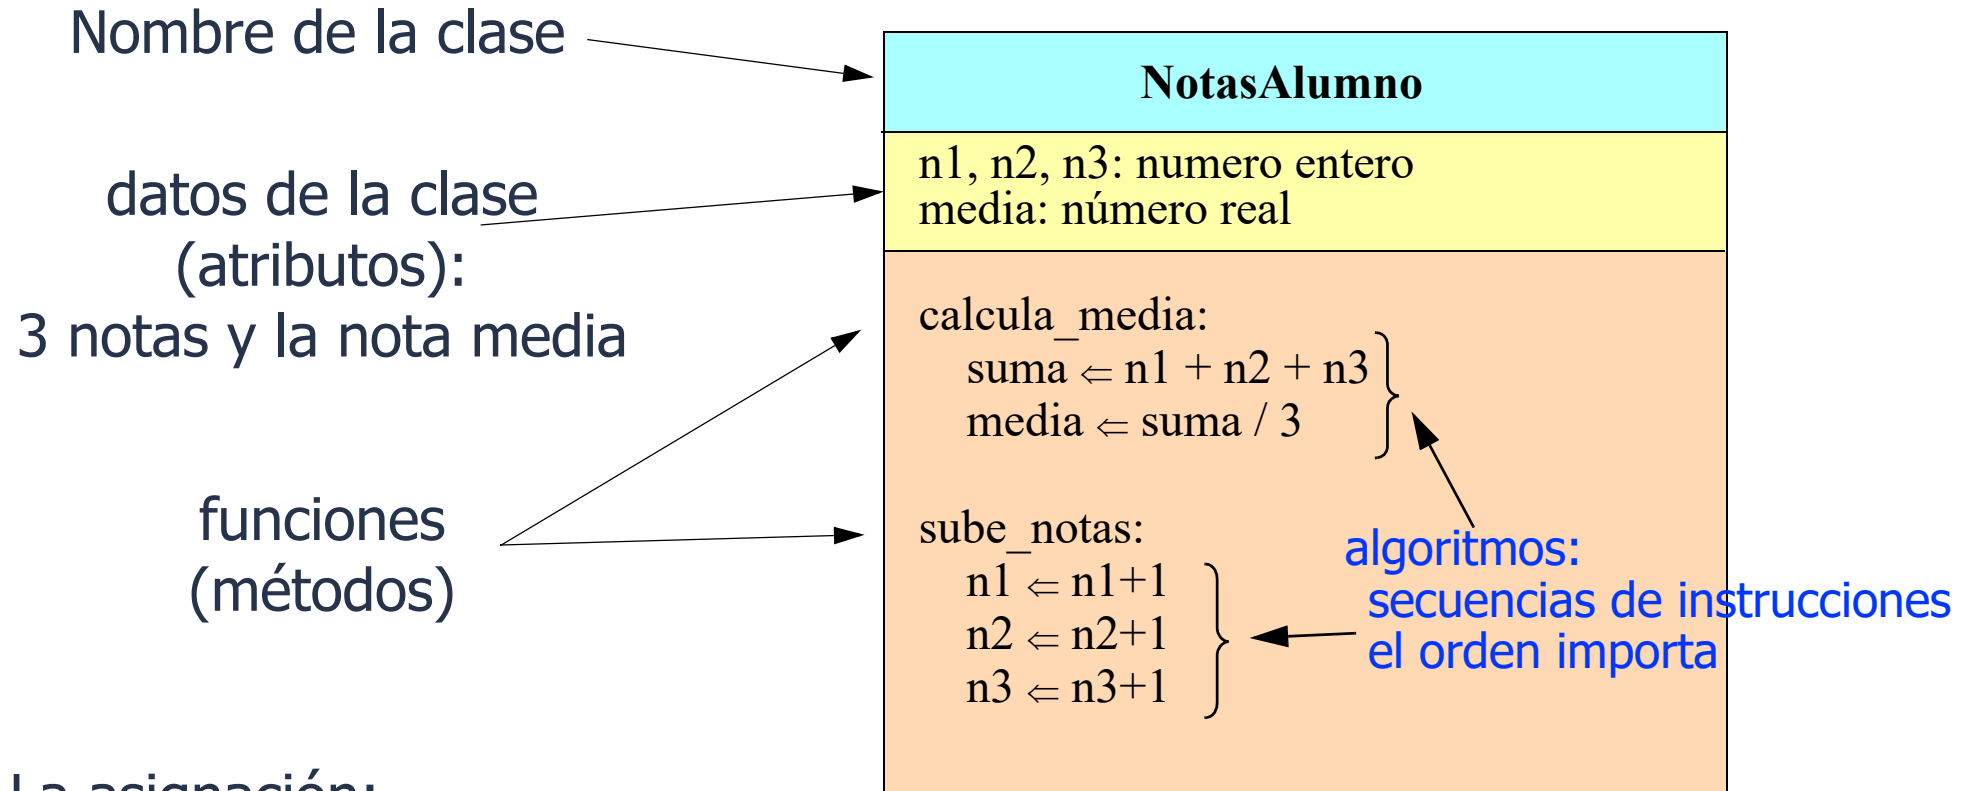 Nombre de la clase
NotasAlumno
datos de la clase
(atributos):
3 notas y la nota media
n1, n2, n3: numero entero
media: número real
funciones
(métodos)
calcula_media:
suma ⇐ n1 + n2 + n3
media ⇐ suma / 3
sube_notas:
n1 ⇐ n1+1
n2 ⇐ n2+1
n3 ⇐ n3+1
algoritmos:
secuencias de instrucciones
el orden importa
La asignación: